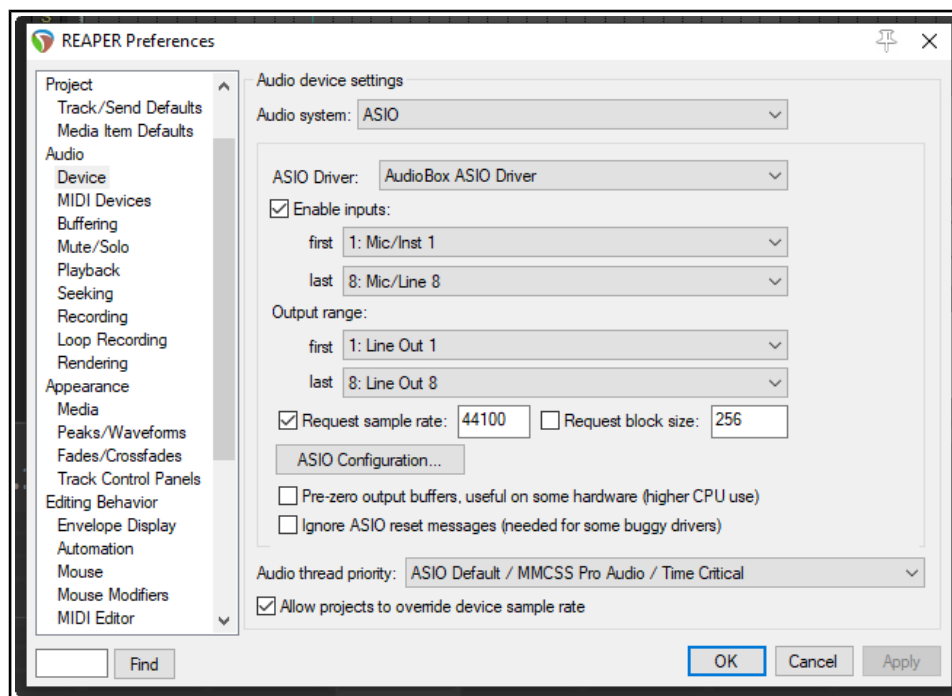 REAPER Preferences
Project
Track/Send Defaults
Media Item Defaults
Audio
Device
MIDI Devices
Buffering
Mute/Solo
Playback
Seeking
Recording
Loop Recording
Rendering
Appearance
Media
Peaks/Waveforms
Fades/Crossfades
Track Control Panels
Editing Behavior
Envelope Display
Automation
Mouse
Mouse Modifiers
MIDI Editor
Find
Audio device settings
Audio system: ASIO
ASIO Driver: AudioBox ASIO Driver
Enable inputs:
first 1: Mic/Inst 1
last 8: Mic/Line 8
Output range:
first 1: Line Out 1
last 8: Line Out 8
Request sample rate: 44100 Request block size: 256
ASIO Configuration...
Pre-zero output buffers, useful on some hardware (higher CPU use)
Ignore ASIO reset messages (needed for some buggy drivers)
Audio thread priority: ASIO Default / MMCSS Pro Audio / Time Critical
Allow projects to override device sample rate
OK Cancel Apply